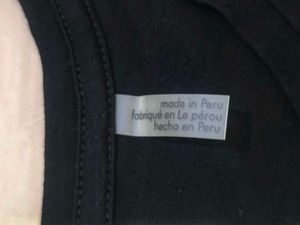 made in Peru
fabriqué en Le pérou
hecho en Peru